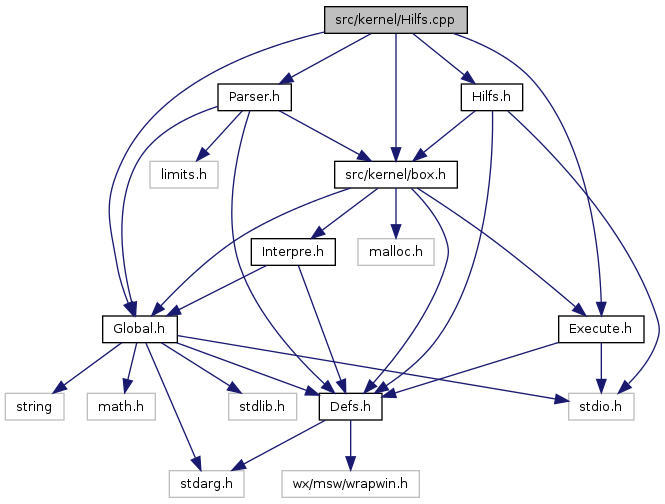 src/kernel/Hilfs.cpp
Parser.h
Hilfs.h
limits.h
src/kernel/box.h
Interpre.h
malloc.h
Global.h
Execute.h
string
math.h
stdlib.h
Defs.h
stdio.h
stdarg.h
wx/msw/wrapwin.h